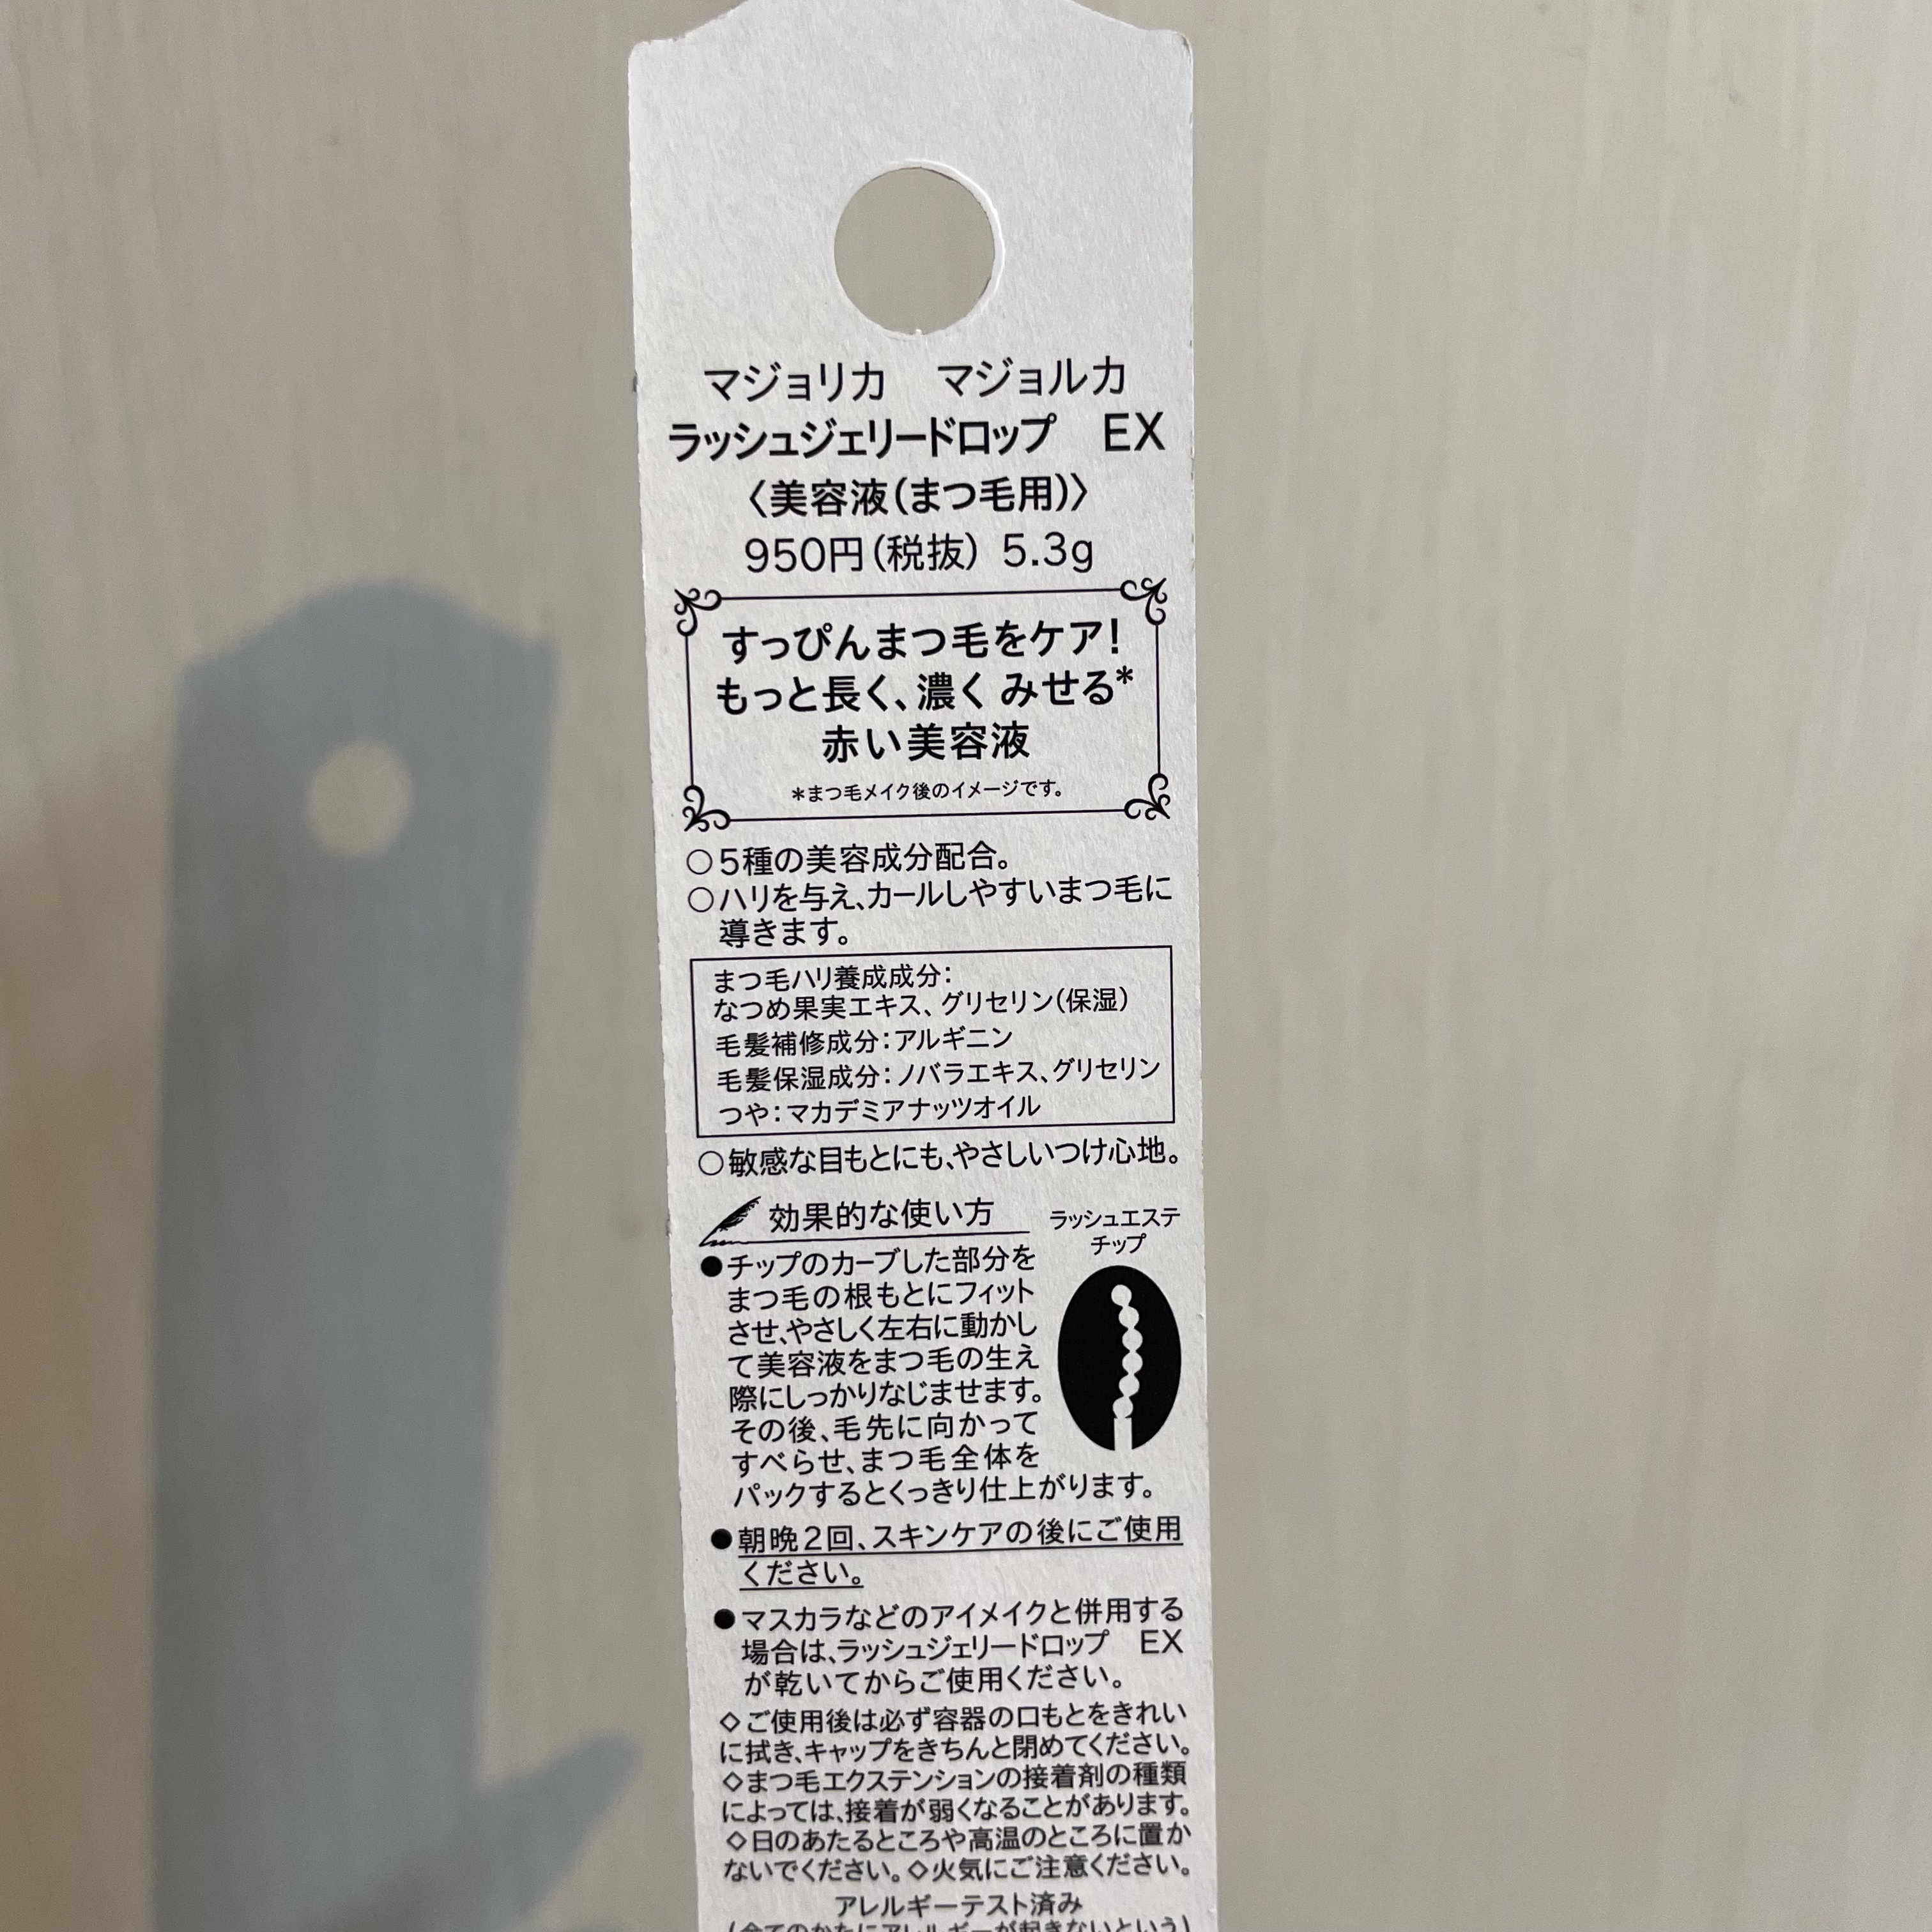 マジョリカ　マジョルカ
ラッシュジェリードロップ　EX
〈美容液(まつ毛用)〉
950円(税抜) 5.3g
すっぴんまつ毛をケア!
もっと長く、濃く みせる*
赤い美容液
*まつ毛メイク後のイメージです。
○5種の美容成分配合。
○ハリを与え、カールしやすいまつ毛に
導きます。
まつ毛ハリ養成成分:
なつめ果実エキス、グリセリン(保湿)
毛髪補修成分:アルギニン
毛髪保湿成分:ノバラエキス、グリセリン
つや:マカデミアナッツオイル
○敏感な目もとにも、やさしいつけ心地。
効果的な使い方
ラッシュエステ
チップ
●チップのカーブした部分を
まつ毛の根もとにフィット
させ、やさしく左右に動かし
て美容液をまつ毛の生え
際にしっかりなじませます。
その後、毛先に向かって
すべらせ、まつ毛全体を
パックするとくっきり仕上がります。
●朝晩2回、スキンケアの後にご使用
ください。
●マスカラなどのアイメイクと併用する
場合は、ラッシュジェリードロップ　EX
が乾いてからご使用ください。
◇ご使用後は必ず容器の口もとをきれい
に拭き、キャップをきちんと閉めてください。
◇まつ毛エクステンションの接着剤の種類
によっては、接着が弱くなることがあります。
◇日のあたるところや高温のところに置か
ないでください。◇火気にご注意ください。
アレルギーテスト済み
(全てのかたにアレルギーが起きないという)